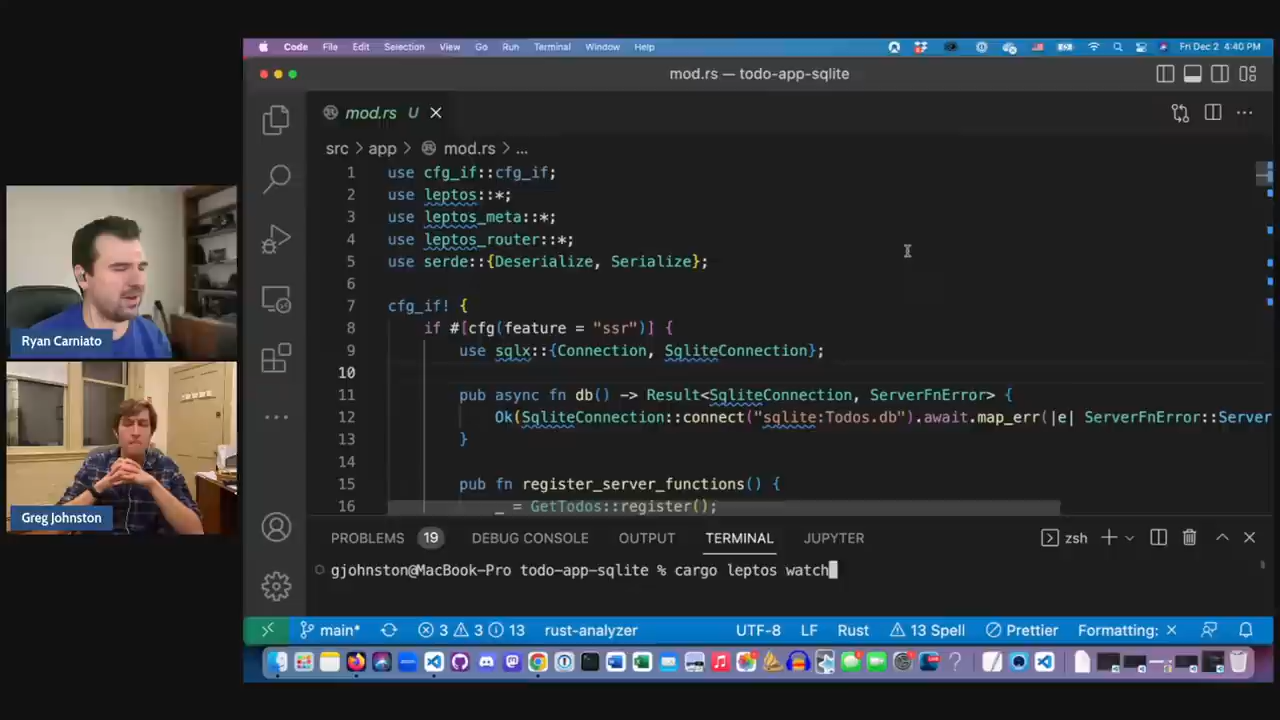 Code File Edit Selection View Go Run Terminal Window Help Fri Dec 2 4:40 PM
mod.rs — todo-app-sqlite
mod.rs U
src > app > mod.rs > ...
1 use cfg_if::cfg_if;
2 use leptos::*;
3 use leptos_meta::*;
4 use leptos_router::*;
5 use serde::{Deserialize, Serialize};
6
7 cfg_if! {
8 if #[cfg(feature = "ssr")] {
9 use sqlx::{Connection, SqliteConnection};
10
11 pub async fn db() -> Result<SqliteConnection, ServerFnError> {
12 Ok(SqliteConnection::connect("sqlite:Todos.db").await.map_err(|e| ServerFnError::Server
13 }
14
15 pub fn register_server_functions() {
16 _ = GetTodos::register();
Ryan Carniato
Greg Johnston
PROBLEMS 19 DEBUG CONSOLE OUTPUT TERMINAL JUPYTER zsh
gjohnston@MacBook-Pro todo-app-sqlite % cargo leptos watch
main* 3 3 13 rust-analyzer UTF-8 LF Rust 13 Spell Prettier Formatting: ×